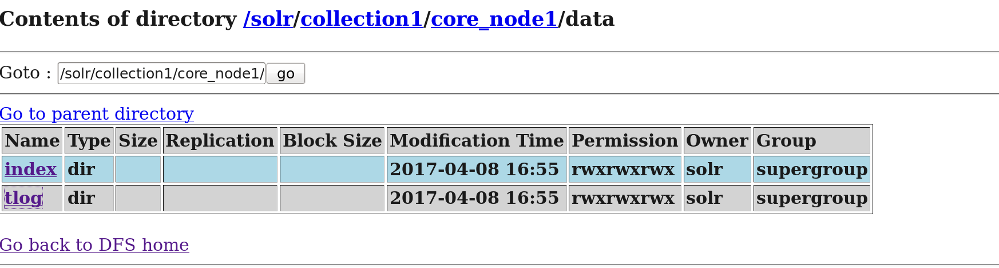 Contents of directory /solr/collection1/core_node1/data
Goto : /solr/collection1/core_node1/ go
Go to parent directory
Name Type Size Replication Block Size Modification Time Permission Owner Group
index dir 2017-04-08 16:55 rwxrwxrwx solr supergroup
tlog dir 2017-04-08 16:55 rwxrwxrwx solr supergroup
Go back to DFS home